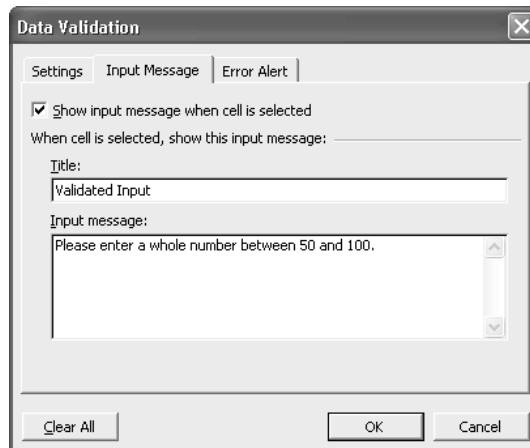 Data Validation
Settings Input Message Error Alert
Show input message when cell is selected
When cell is selected, show this input message:
Title:
Validated Input
Input message:
Please enter a whole number between 50 and 100.
Clear All OK Cancel